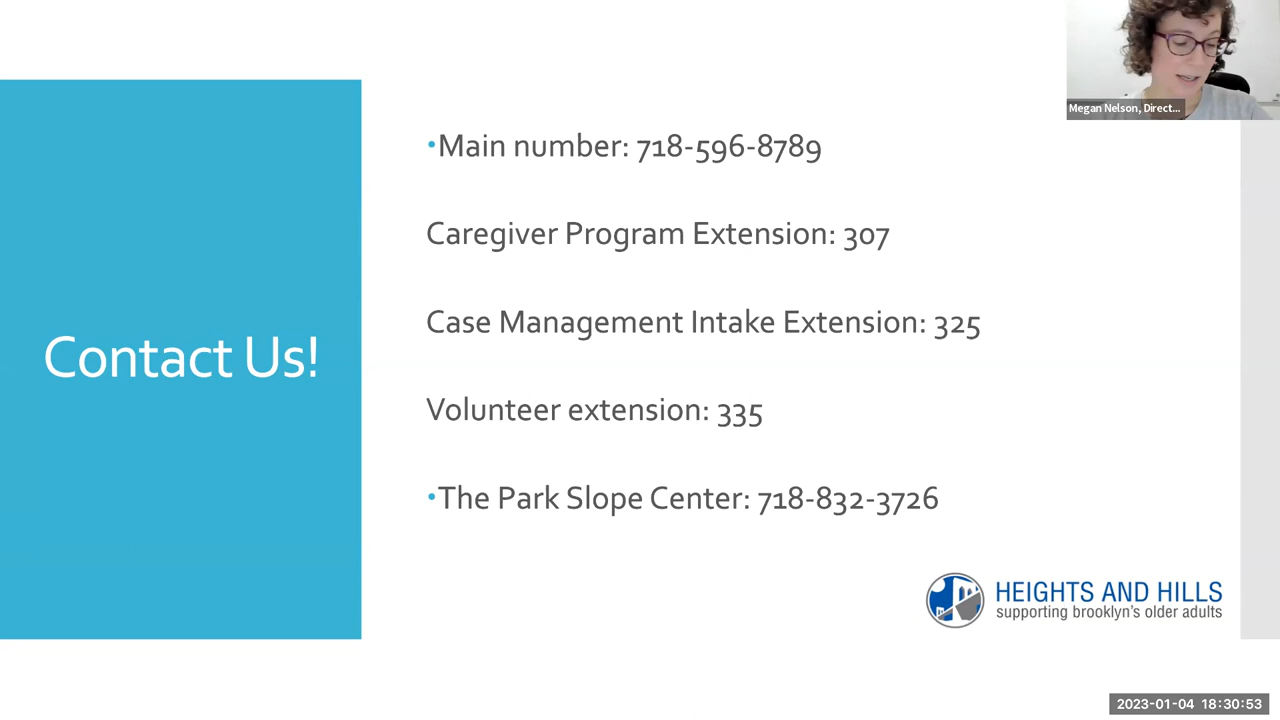 Megan Nelson, Direct...
•Main number: 718-596-8789
Caregiver Program Extension: 307
Case Management Intake Extension: 325
Contact Us!
Volunteer extension: 335
•The Park Slope Center: 718-832-3726
HEIGHTS AND HILLS
supporting brooklyn's older adults
2023-01-04 18:30:53